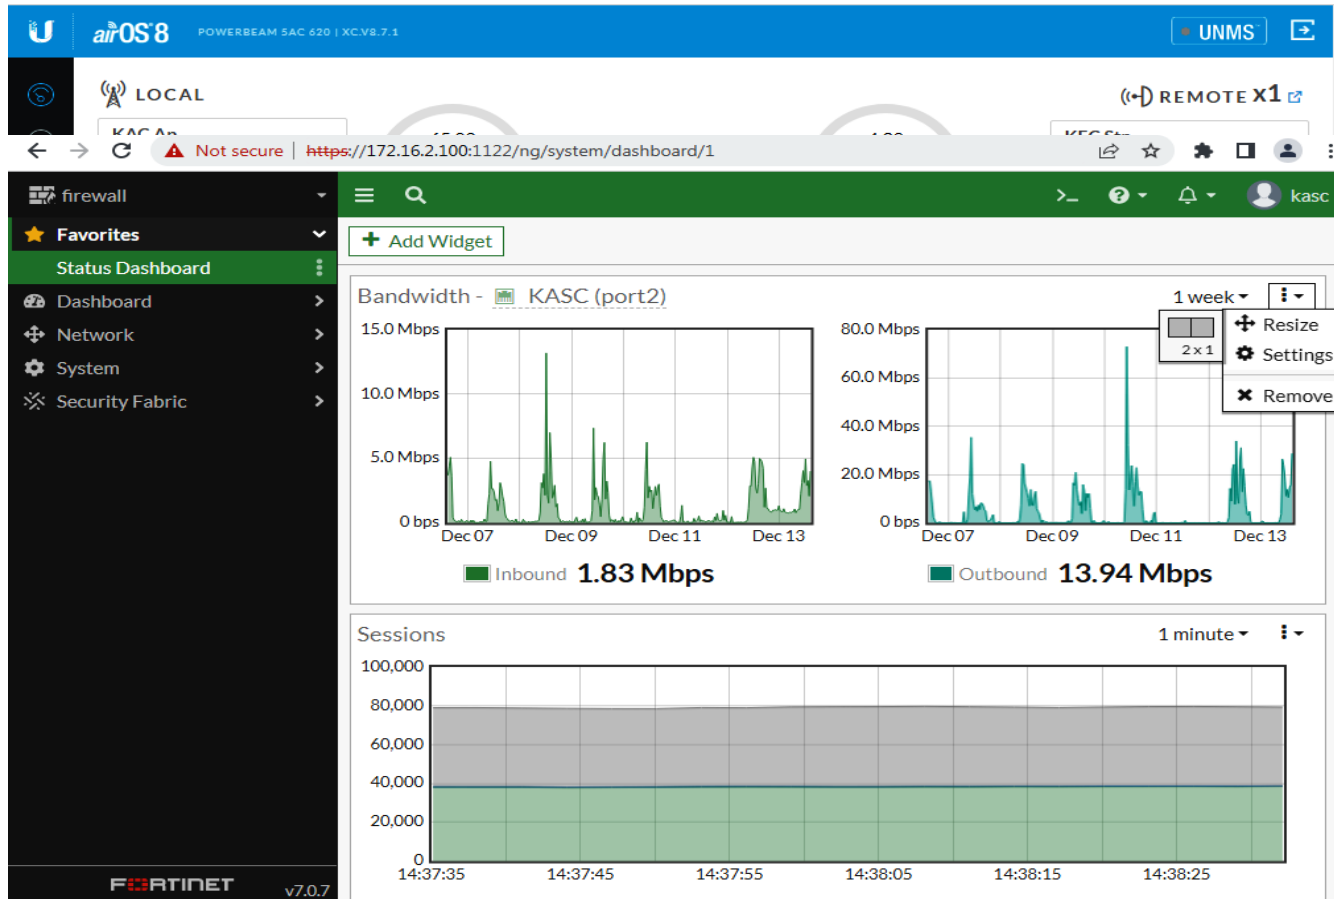 airOS 8 POWERBEAM 5AC 620 | XC.V8.7.1 UNMS
LOCAL REMOTE X1
Not secure | https://172.16.2.100:1122/ng/system/dashboard/1
firewall >_ kasc
Favorites
+ Add Widget
Status Dashboard
Dashboard
Network
System
Security Fabric
Bandwidth - KASC (port2) 1 week
Resize
2 x 1
Settings
Remove
15.0 Mbps
10.0 Mbps
5.0 Mbps
0 bps
Dec 07 Dec 09 Dec 11 Dec 13
Inbound 1.83 Mbps
80.0 Mbps
60.0 Mbps
40.0 Mbps
20.0 Mbps
0 bps
Dec 07 Dec 09 Dec 11 Dec 13
Outbound 13.94 Mbps
Sessions 1 minute
100,000
80,000
60,000
40,000
20,000
0
14:37:35 14:37:45 14:37:55 14:38:05 14:38:15 14:38:25
FORTINET v7.0.7